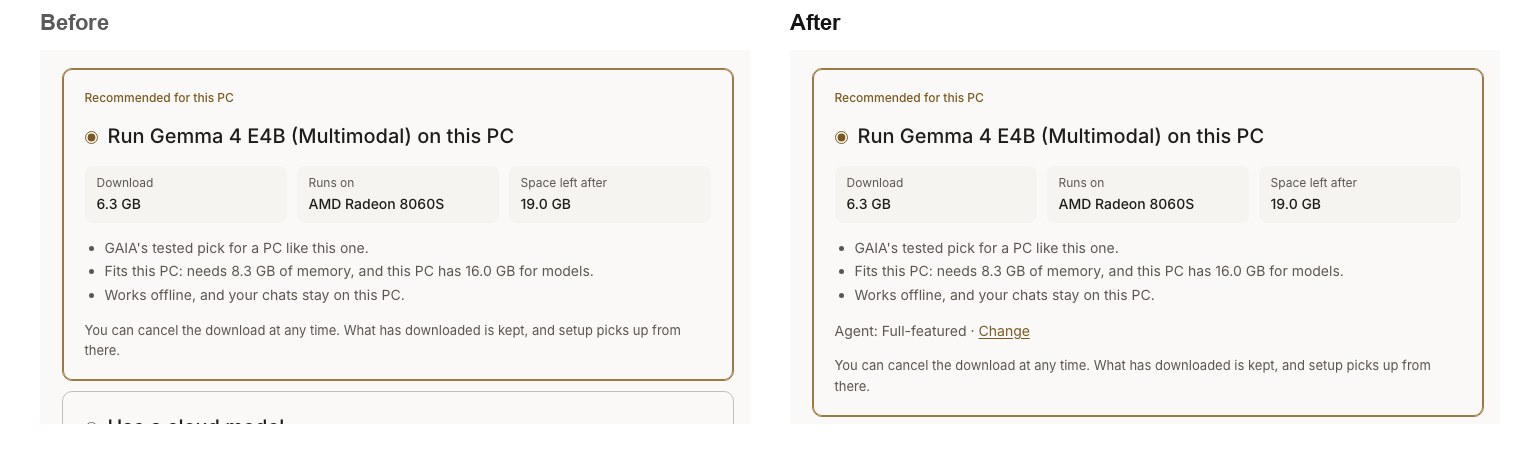 Before
Recommended for this PC
Run Gemma 4 E4B (Multimodal) on this PC
Download
6.3 GB
Runs on
AMD Radeon 8060S
Space left after
19.0 GB
GAIA's tested pick for a PC like this one.
Fits this PC: needs 8.3 GB of memory, and this PC has 16.0 GB for models.
Works offline, and your chats stay on this PC.
You can cancel the download at any time. What has downloaded is kept, and setup picks up from
there.
Use a cloud model
After
Recommended for this PC
Run Gemma 4 E4B (Multimodal) on this PC
Download
6.3 GB
Runs on
AMD Radeon 8060S
Space left after
19.0 GB
GAIA's tested pick for a PC like this one.
Fits this PC: needs 8.3 GB of memory, and this PC has 16.0 GB for models.
Works offline, and your chats stay on this PC.
Agent: Full-featured · Change
You can cancel the download at any time. What has downloaded is kept, and setup picks up from
there.